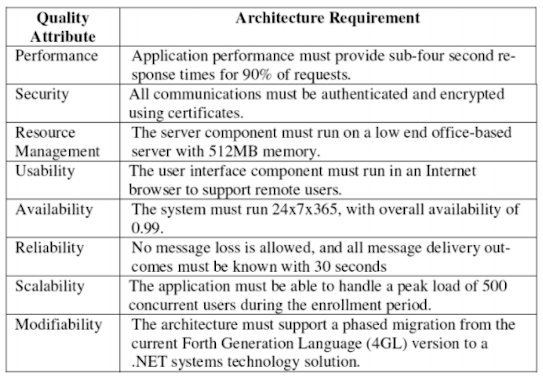 Quality Attribute
Architecture Requirement
Performance
Application performance must provide sub-four second re-
sponse times for 90% of requests.
Security
All communications must be authenticated and encrypted
using certificates.
Resource
Management
The server component must run on a low end office-based
server with 512MB memory.
Usability
The user interface component must run in an Internet
browser to support remote users.
Availability
The system must run 24x7x365, with overall availability of
0.99.
Reliability
No message loss is allowed, and all message delivery out-
comes must be known with 30 seconds
Scalability
The application must be able to handle a peak load of 500
concurrent users during the enrollment period.
Modifiability
The architecture must support a phased migration from the
current Forth Generation Language (4GL) version to a
.NET systems technology solution.